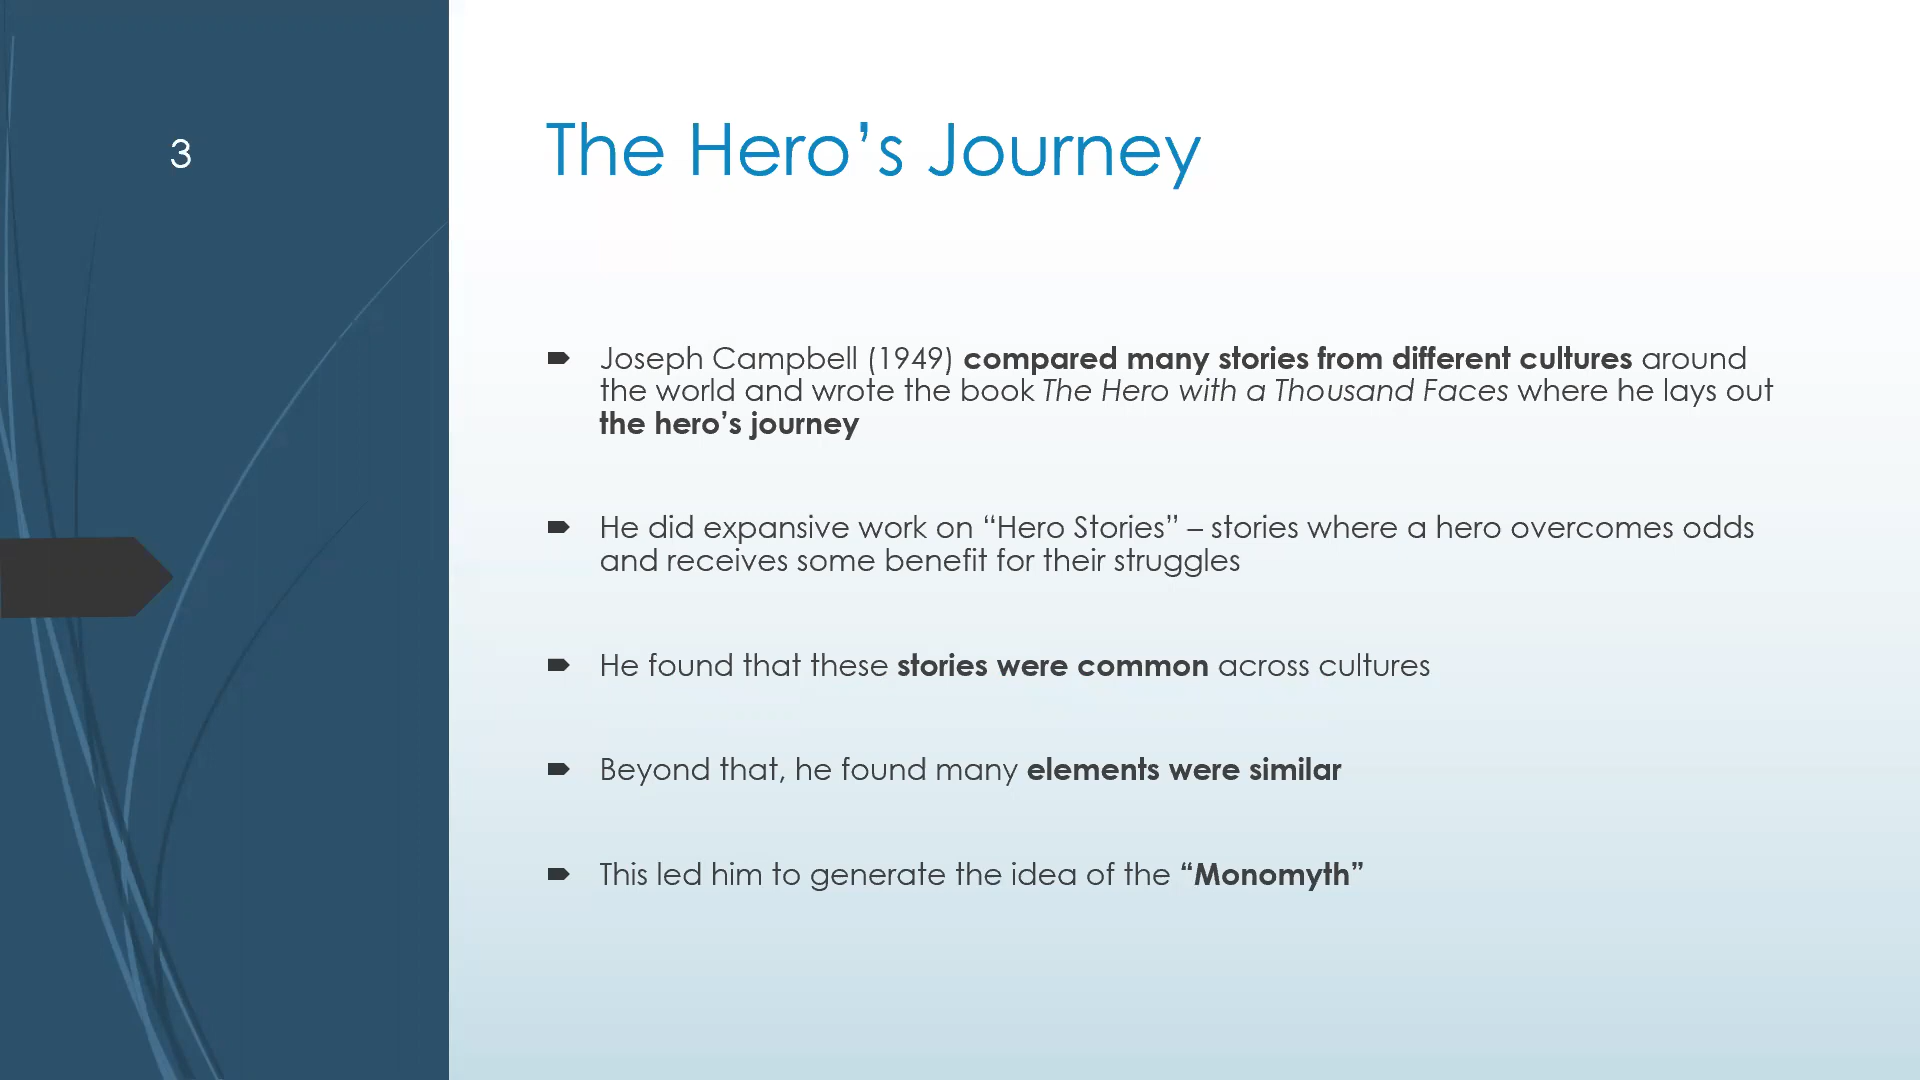 3
The Hero’s Journey
Joseph Campbell (1949) compared many stories from different cultures around
the world and wrote the book The Hero with a Thousand Faces where he lays out
the hero’s journey
He did expansive work on “Hero Stories” – stories where a hero overcomes odds
and receives some benefit for their struggles
He found that these stories were common across cultures
Beyond that, he found many elements were similar
This led him to generate the idea of the “Monomyth”